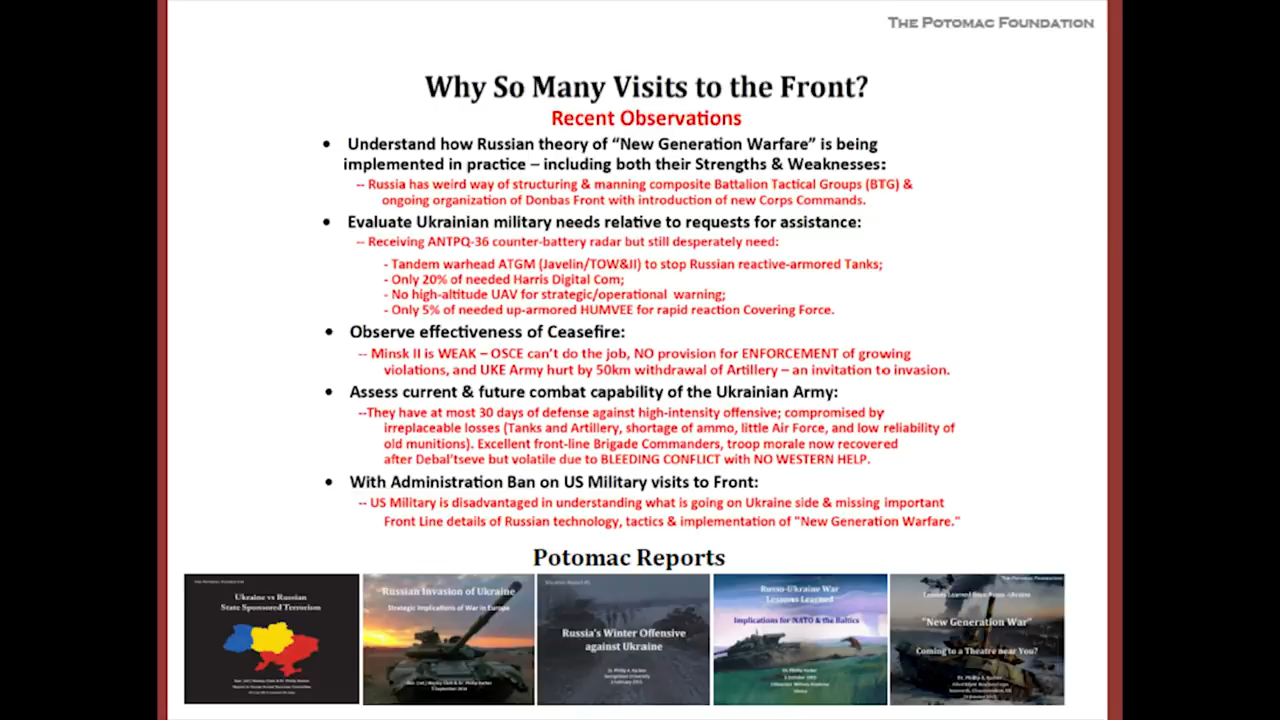 THE POTOMAC FOUNDATION
Why So Many Visits to the Front?
Recent Observations
• Understand how Russian theory of “New Generation Warfare” is being
implemented in practice – including both their Strengths & Weaknesses:
-- Russia has weird way of structuring & manning composite Battalion Tactical Groups (BTG) &
ongoing organization of Donbas Front with introduction of new Corps Commands.
• Evaluate Ukrainian military needs relative to requests for assistance:
-- Receiving ANTPQ-36 counter-battery radar but still desperately need:
- Tandem warhead ATGM (Javelin/TOW&II) to stop Russian reactive-armored Tanks;
- Only 20% of needed Harris Digital Com;
- No high-altitude UAV for strategic/operational warning;
- Only 5% of needed up-armored HUMVEE for rapid reaction Covering Force.
• Observe effectiveness of Ceasefire:
-- Minsk II is WEAK – OSCE can’t do the job, NO provision for ENFORCEMENT of growing
violations, and UKE Army hurt by 50km withdrawal of Artillery – an invitation to invasion.
• Assess current & future combat capability of the Ukrainian Army:
--They have at most 30 days of defense against high-intensity offensive; compromised by
irreplaceable losses (Tanks and Artillery, shortage of ammo, little Air Force, and low reliability of
old munitions). Excellent front-line Brigade Commanders, troop morale now recovered
after Debal’tseve but volatile due to BLEEDING CONFLICT with NO WESTERN HELP.
• With Administration Ban on US Military visits to Front:
-- US Military is disadvantaged in understanding what is going on Ukraine side & missing important
Front Line details of Russian technology, tactics & implementation of "New Generation Warfare."
Potomac Reports
Ukraine vs Russian
State Sponsored Terrorism
Russian Invasion of Ukraine
Strategic Implications of War in Europe
Russia's Winter Offensive
against Ukraine
Russo-Ukraine War
Lessons Learned
Implications for NATO & the Baltics
THE POTOMAC FOUNDATION
"New Generation War"
Coming to a Theatre near You?